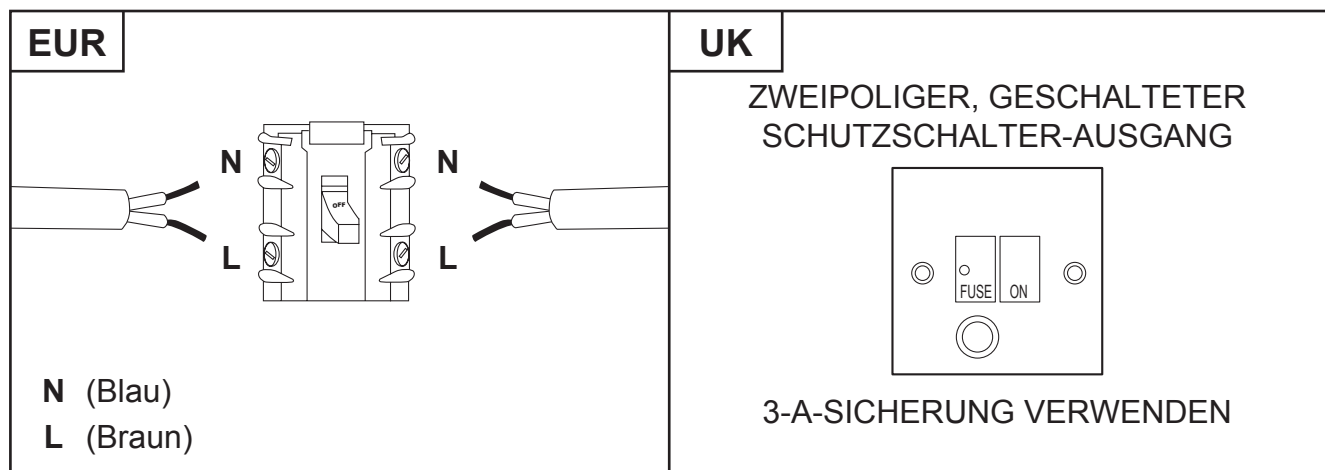 EUR
N
N
OFF
L
L
N (Blau)
L (Braun)
UK
ZWEIPOLIGER, GESCHALTETER
SCHUTZSCHALTER-AUSGANG
FUSE ON
3-A-SICHERUNG VERWENDEN